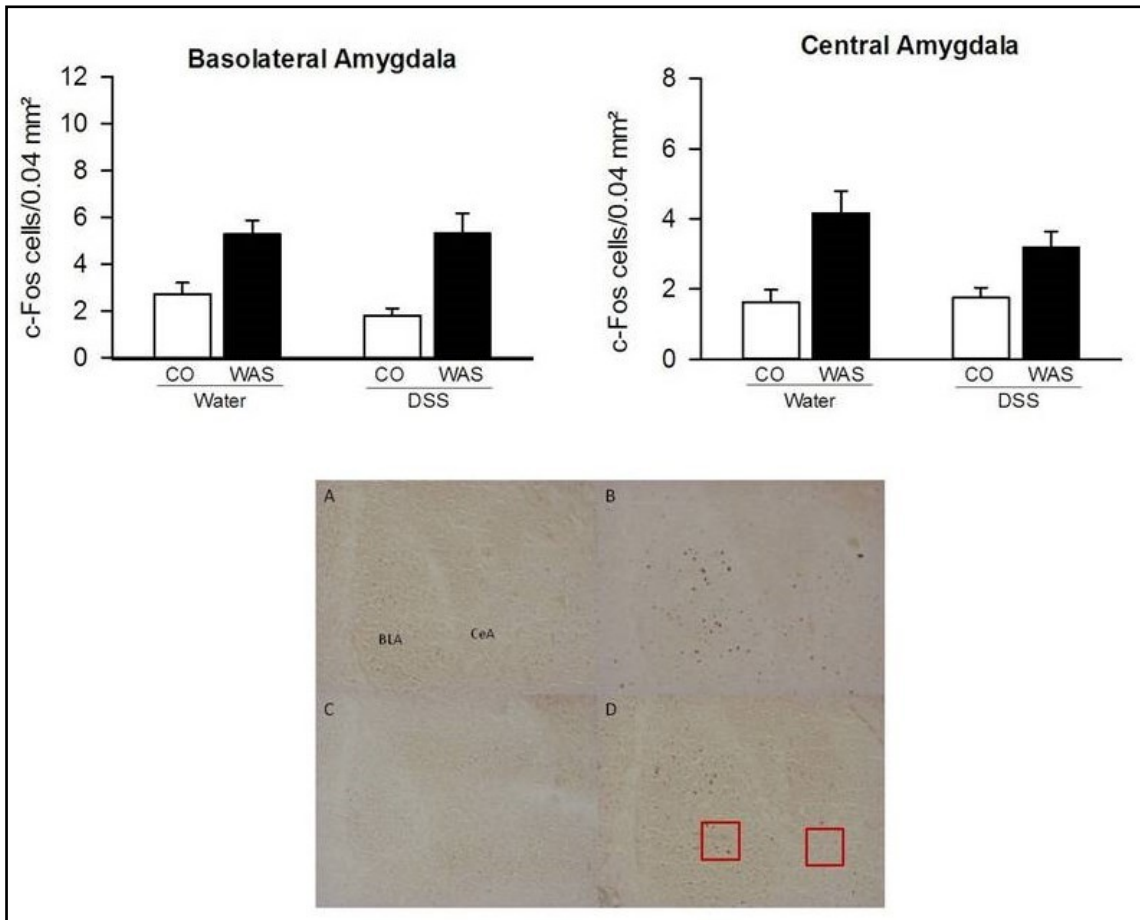 Basolateral Amygdala
c-Fos cells/0.04 mm²
12
10
8
6
4
2
0
CO WAS CO WAS
Water DSS
Central Amygdala
c-Fos cells/0.04 mm²
8
6
4
2
0
CO WAS CO WAS
Water DSS
A B
BLA CeA
C D